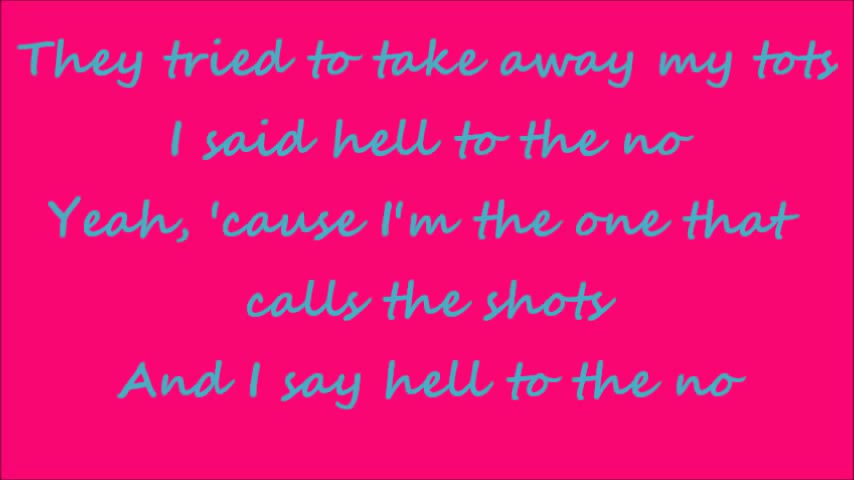 They tried to take away my tots
I said hell to the no
Yeah, 'cause I'm the one that
calls the shots
And I say hell to the no